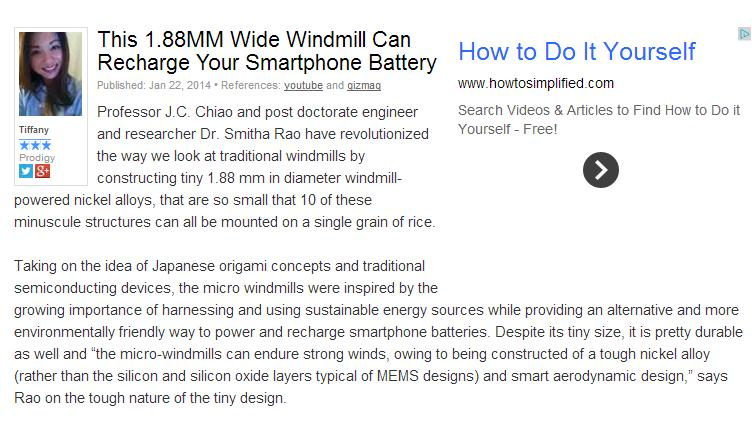 This 1.88MM Wide Windmill Can
Recharge Your Smartphone Battery
Published: Jan 22, 2014 • References: youtube and gizmag
Tiffany
Prodigy
Professor J.C. Chiao and post doctorate engineer
and researcher Dr. Smitha Rao have revolutionized
the way we look at traditional windmills by
constructing tiny 1.88 mm in diameter windmill-
powered nickel alloys, that are so small that 10 of these
minuscule structures can all be mounted on a single grain of rice.
Taking on the idea of Japanese origami concepts and traditional
semiconducting devices, the micro windmills were inspired by the
growing importance of harnessing and using sustainable energy sources while providing an alternative and more
environmentally friendly way to power and recharge smartphone batteries. Despite its tiny size, it is pretty durable
as well and “the micro-windmills can endure strong winds, owing to being constructed of a tough nickel alloy
(rather than the silicon and silicon oxide layers typical of MEMS designs) and smart aerodynamic design,” says
Rao on the tough nature of the tiny design.
How to Do It Yourself
www.howtosimplified.com
Search Videos & Articles to Find How to Do it
Yourself - Free!